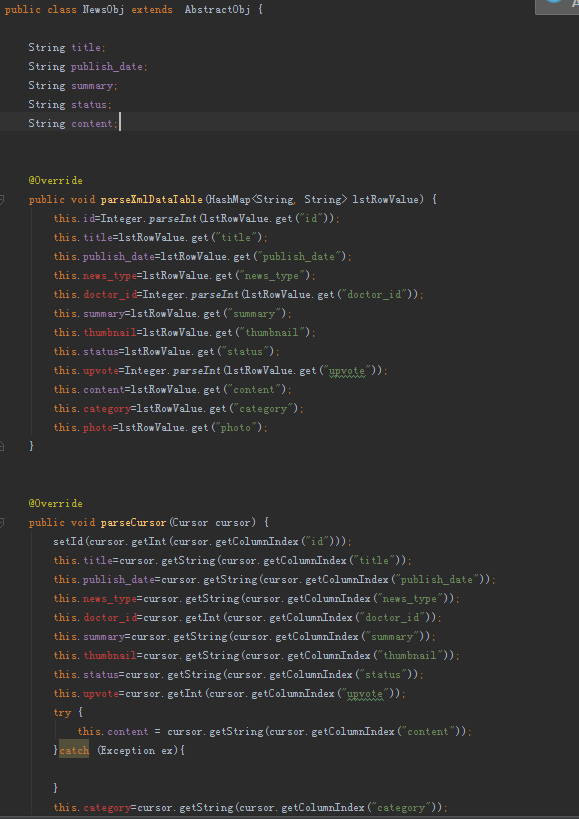 public class NewsObj extends  AbstractObj {
String title;
String publish_date;
String summary;
String status;
String content;
@Override
public void parseXmlDataTable(HashMap<String, String> lstRowValue) {
this.id=Integer.parseInt(lstRowValue.get("id"));
this.title=lstRowValue.get("title");
this.publish_date=lstRowValue.get("publish_date");
this.news_type=lstRowValue.get("news_type");
this.doctor_id=Integer.parseInt(lstRowValue.get("doctor_id"));
this.summary=lstRowValue.get("summary");
this.thumbnail=lstRowValue.get("thumbnail");
this.status=lstRowValue.get("status");
this.upvote=Integer.parseInt(lstRowValue.get("upvote"));
this.content=lstRowValue.get("content");
this.category=lstRowValue.get("category");
this.photo=lstRowValue.get("photo");
}
@Override
public void parseCursor(Cursor cursor) {
setId(cursor.getInt(cursor.getColumnIndex("id")));
this.title=cursor.getString(cursor.getColumnIndex("title"));
this.publish_date=cursor.getString(cursor.getColumnIndex("publish_date"));
this.news_type=cursor.getString(cursor.getColumnIndex("news_type"));
this.doctor_id=cursor.getInt(cursor.getColumnIndex("doctor_id"));
this.summary=cursor.getString(cursor.getColumnIndex("summary"));
this.thumbnail=cursor.getString(cursor.getColumnIndex("thumbnail"));
this.status=cursor.getString(cursor.getColumnIndex("status"));
this.upvote=cursor.getInt(cursor.getColumnIndex("upvote"));
try {
this.content = cursor.getString(cursor.getColumnIndex("content"));
}catch (Exception ex){
}
this.category=cursor.getString(cursor.getColumnIndex("category"));